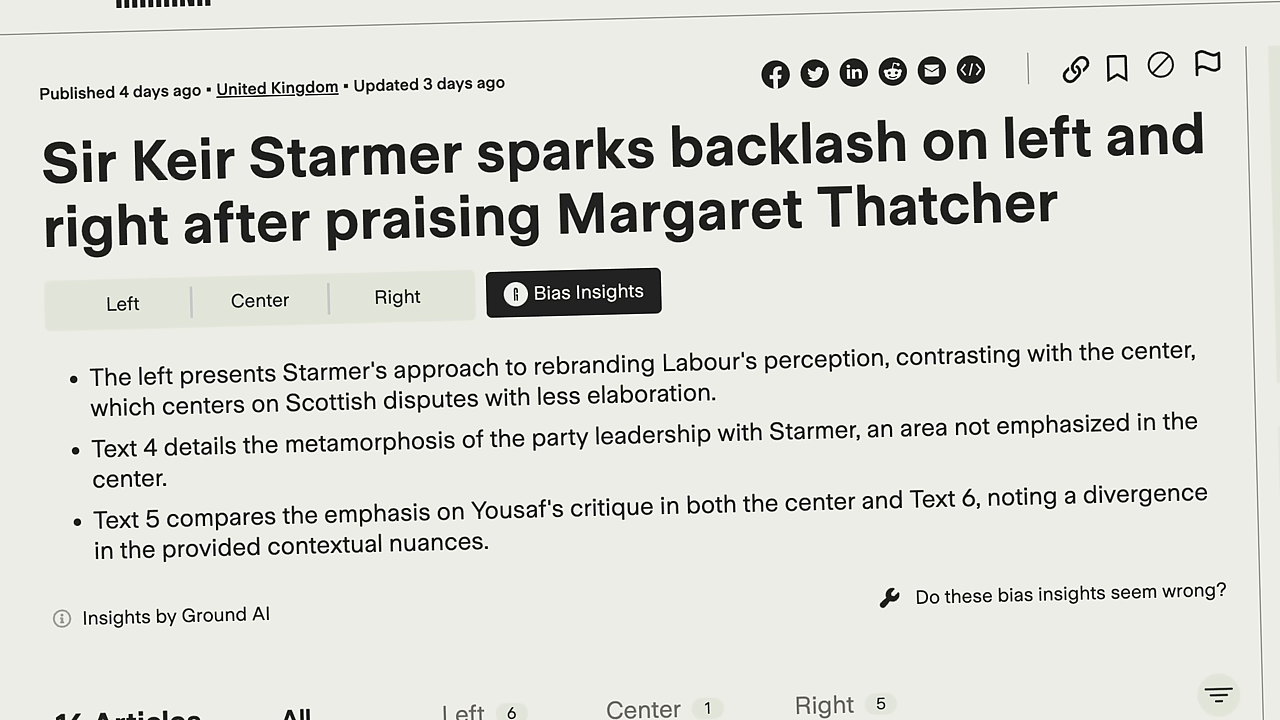 Published 4 days ago ▪ United Kingdom ▪ Updated 3 days ago
Sir Keir Starmer sparks backlash on left and
right after praising Margaret Thatcher
Left Center Right Bias Insights
• The left presents Starmer's approach to rebranding Labour's perception, contrasting with the center,
which centers on Scottish disputes with less elaboration.
• Text 4 details the metamorphosis of the party leadership with Starmer, an area not emphasized in the
center.
• Text 5 compares the emphasis on Yousaf's critique in both the center and Text 6, noting a divergence
in the provided contextual nuances.
Insights by Ground AI
Do these bias insights seem wrong?
Articles All Left 6 Center 1 Right 5